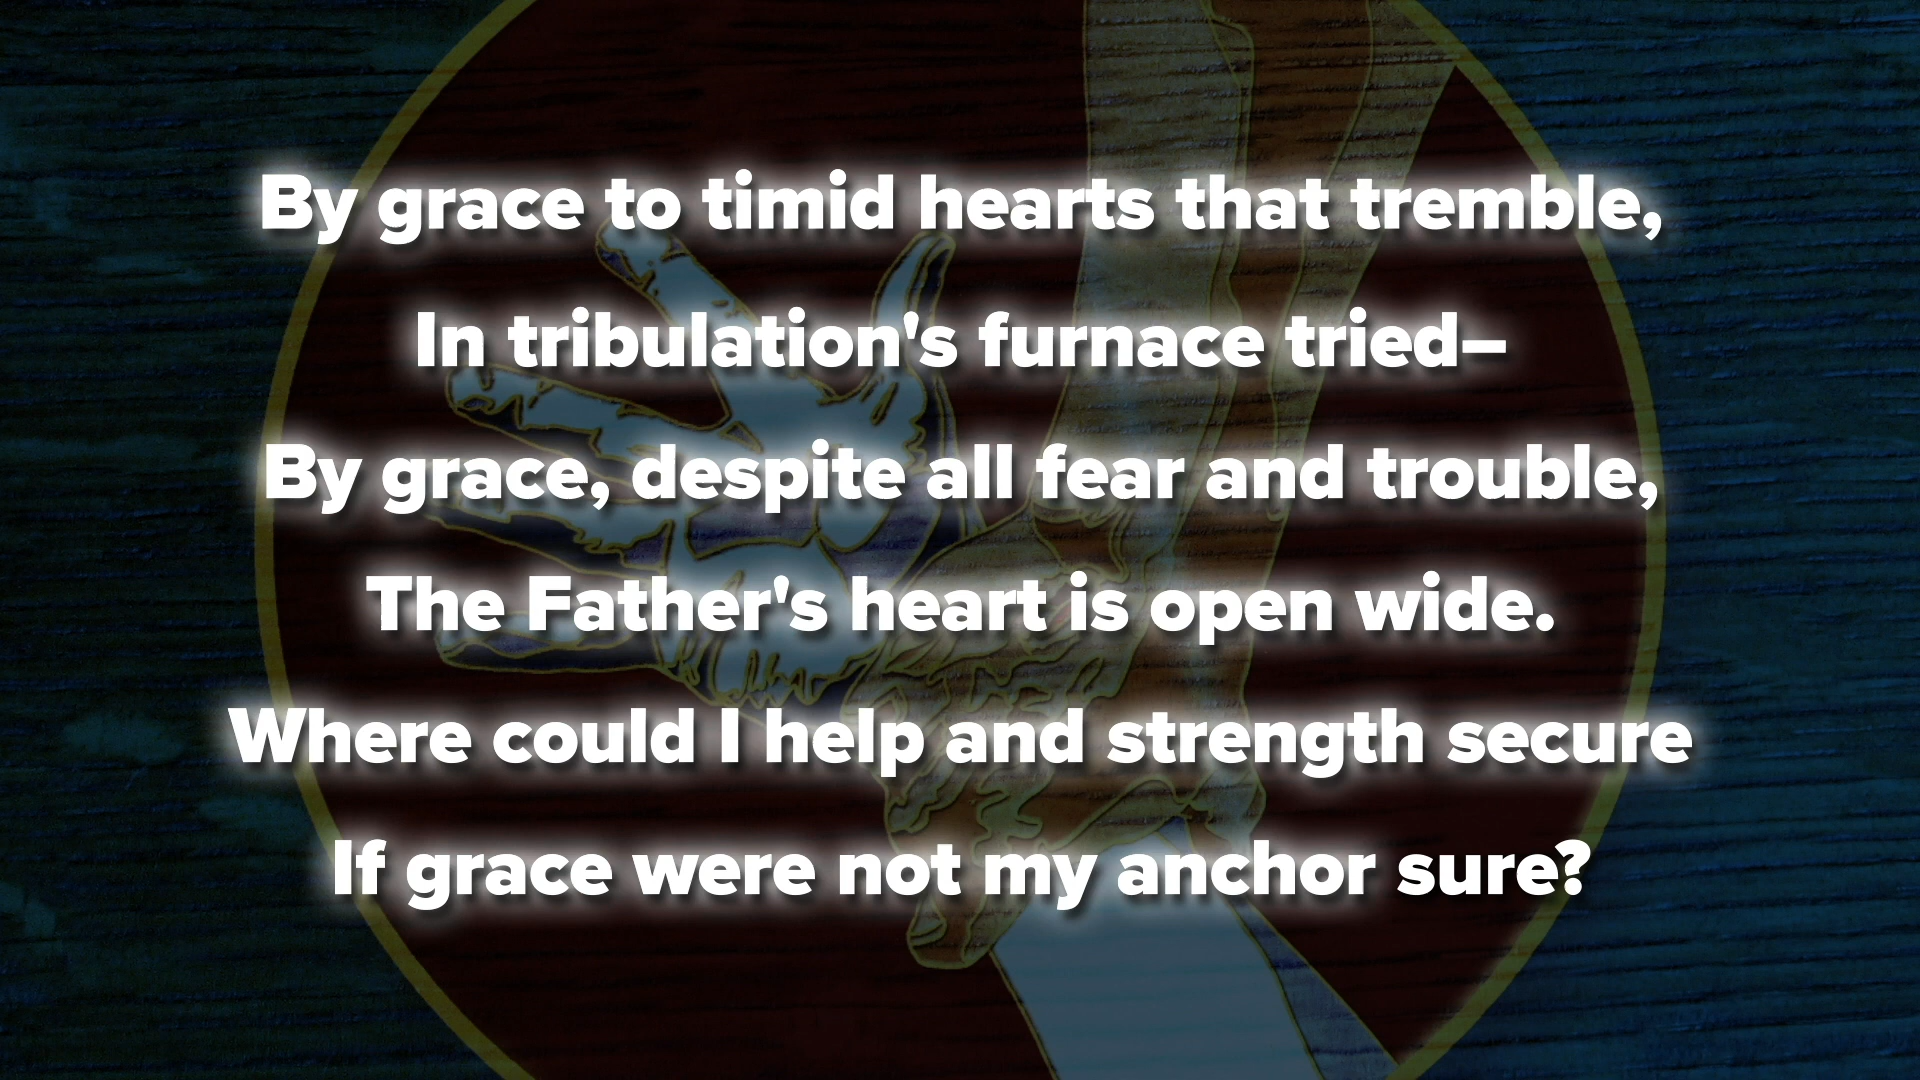 By grace to timid hearts that tremble,
In tribulation's furnace tried–
By grace, despite all fear and trouble,
The Father's heart is open wide.
Where could I help and strength secure
If grace were not my anchor sure?